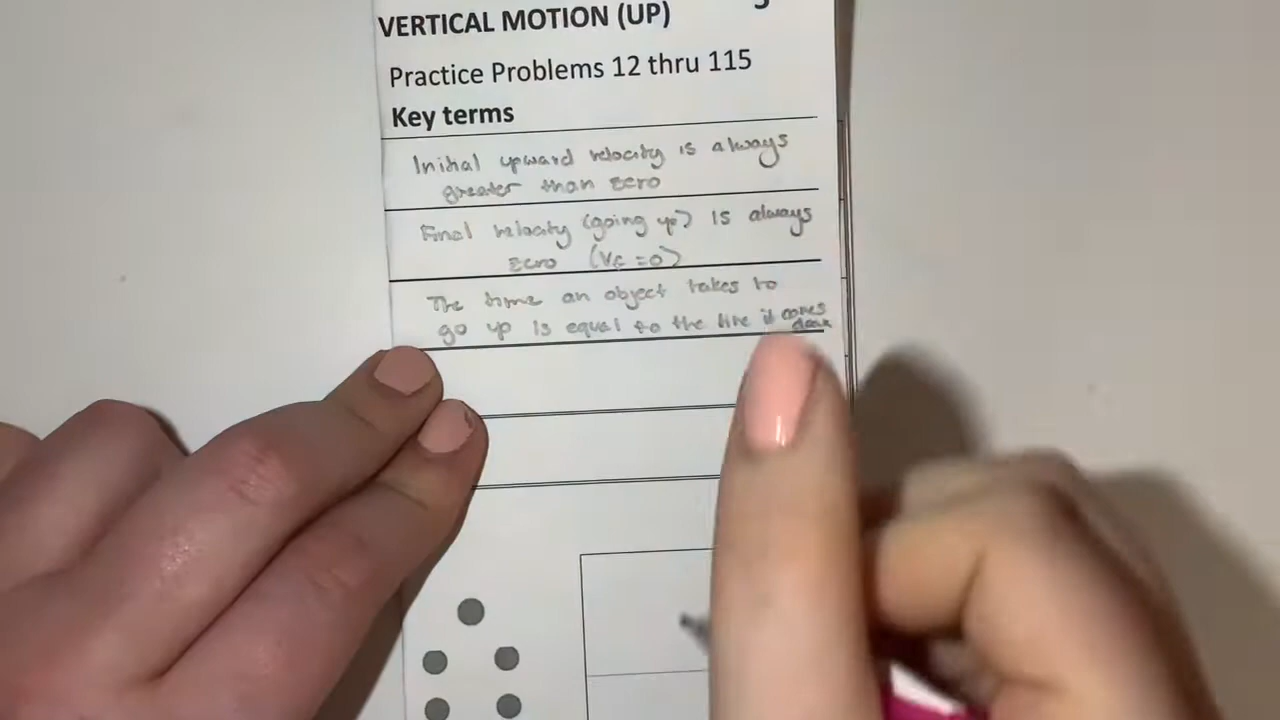 VERTICAL MOTION (UP)
Practice Problems 12 thru 115
Key terms
Initial upward velocity is always
greater than zero
Final velocity (going up) is always
zero (Vf =0)
The time an object takes to
go up is equal to the time it comes
down